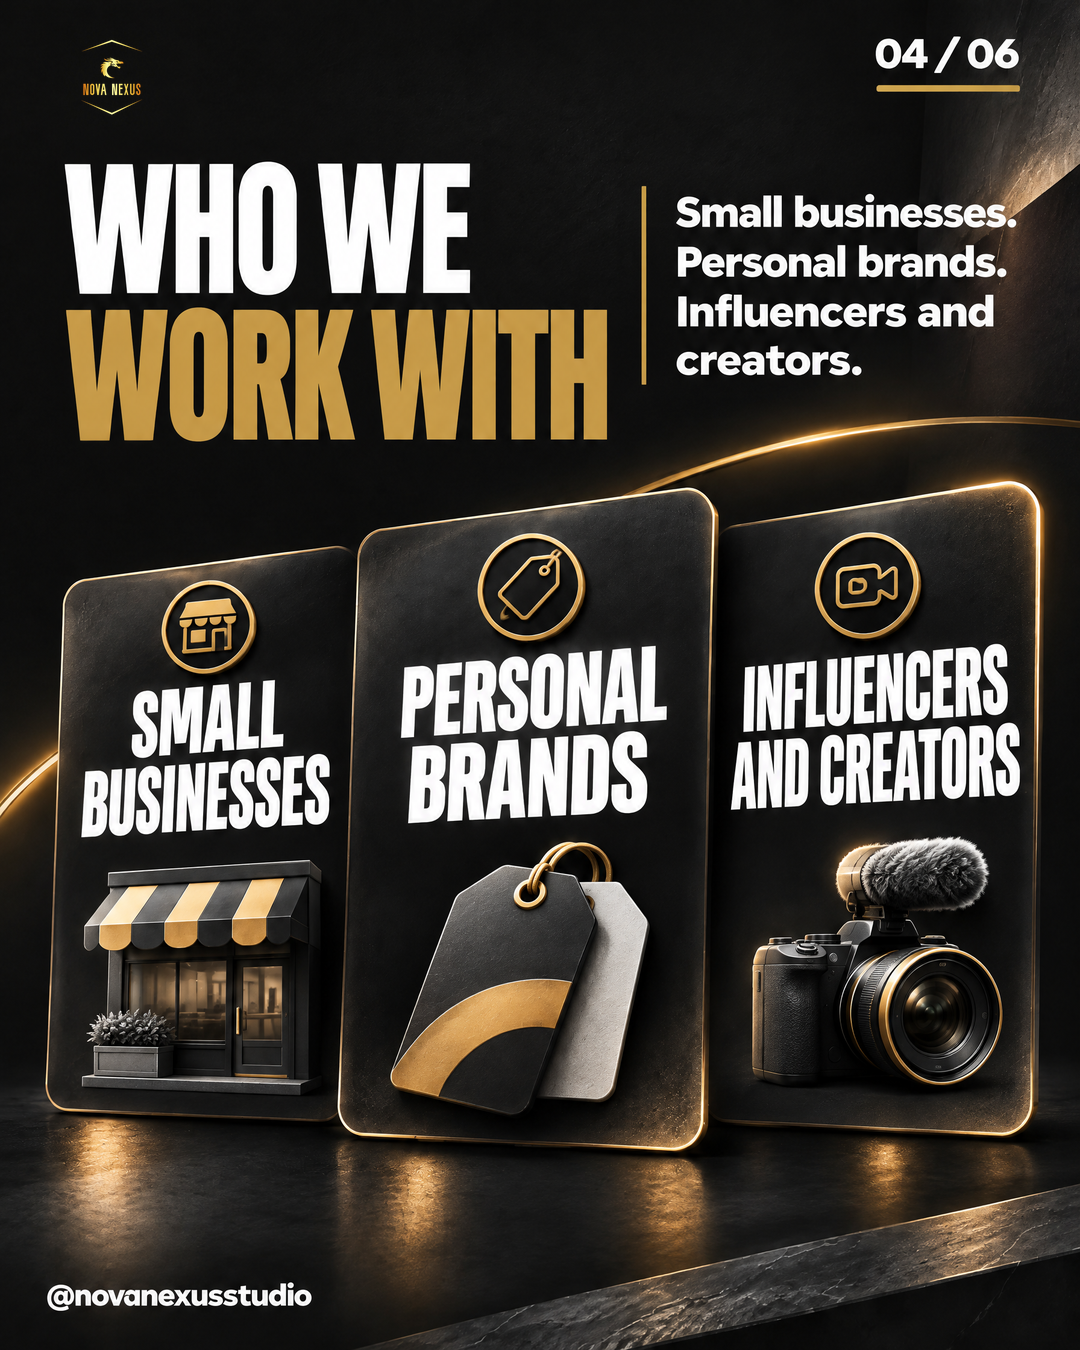 NOVA NEXUS
04 / 06
WHO WE
WORK WITH
Small businesses.
Personal brands.
Influencers and
creators.
SMALL
BUSINESSES
PERSONAL
BRANDS
INFLUENCERS
AND CREATORS
@novanexusstudio